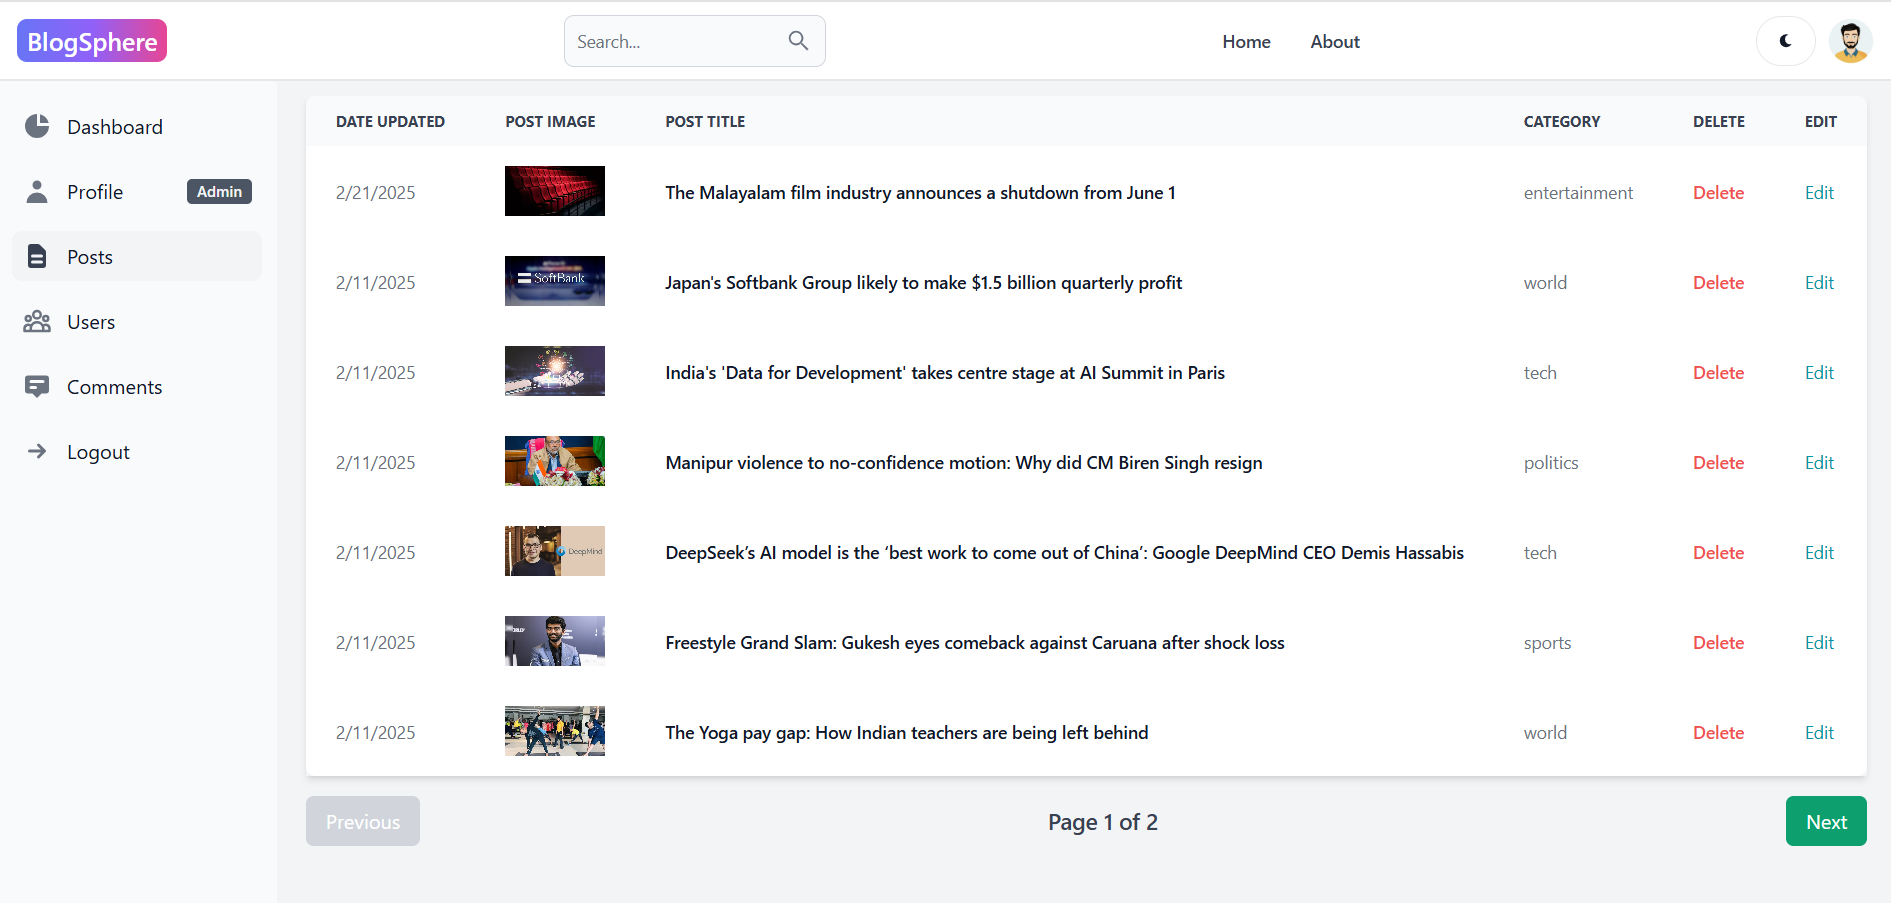 BlogSphere
Search...
Home
About
Dashboard
Profile
Admin
Posts
Users
Comments
Logout
DATE UPDATED POST IMAGE POST TITLE CATEGORY DELETE EDIT
2/21/2025 The Malayalam film industry announces a shutdown from June 1 entertainment Delete Edit
SoftBank
2/11/2025 Japan's Softbank Group likely to make $1.5 billion quarterly profit world Delete Edit
2/11/2025 India's 'Data for Development' takes centre stage at AI Summit in Paris tech Delete Edit
2/11/2025 Manipur violence to no-confidence motion: Why did CM Biren Singh resign politics Delete Edit
DeepMind
2/11/2025 DeepSeek’s AI model is the ‘best work to come out of China’: Google DeepMind CEO Demis Hassabis tech Delete Edit
2/11/2025 Freestyle Grand Slam: Gukesh eyes comeback against Caruana after shock loss sports Delete Edit
2/11/2025 The Yoga pay gap: How Indian teachers are being left behind world Delete Edit
Previous
Page 1 of 2
Next